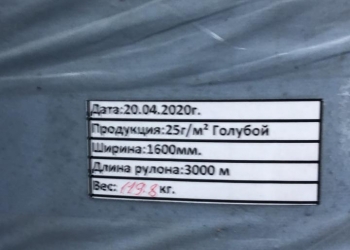 Дата:20.04.2020г.
Продукция:25г/м² Голубой
Ширина:1600мм.
Длина рулона:3000 м
Вес: 119.8 кг.